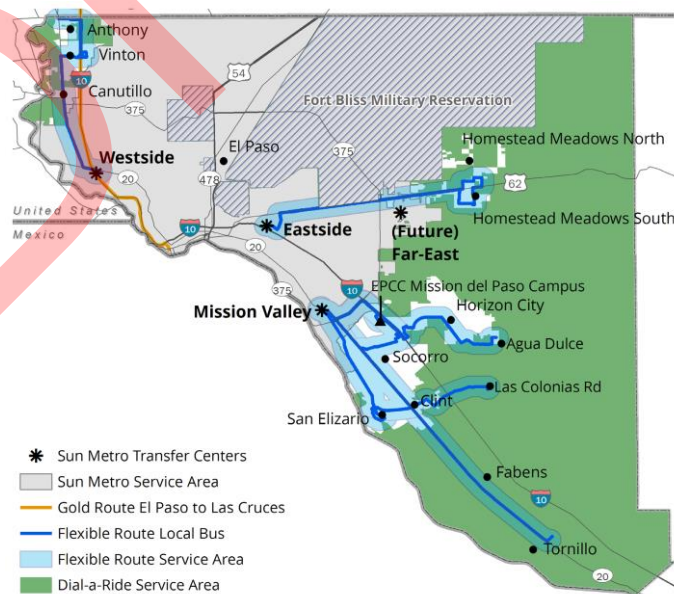 Anthony
Vinton
10
Canutillo
54
375
Fort Bliss Military Reservation
Westside
20
El Paso
478
375
Homestead Meadows North
62
Homestead Meadows South
United States
Mexico
10
Eastside
20
(Future)
Far-East
375
10
EPCC Mission del Paso Campus
Mission Valley
Horizon City
Agua Dulce
Socorro
Las Colonias Rd
Clint
San Elizario
Fabens
10
Tornillo
20
Sun Metro Transfer Centers
Sun Metro Service Area
Gold Route El Paso to Las Cruces
Flexible Route Local Bus
Flexible Route Service Area
Dial-a-Ride Service Area